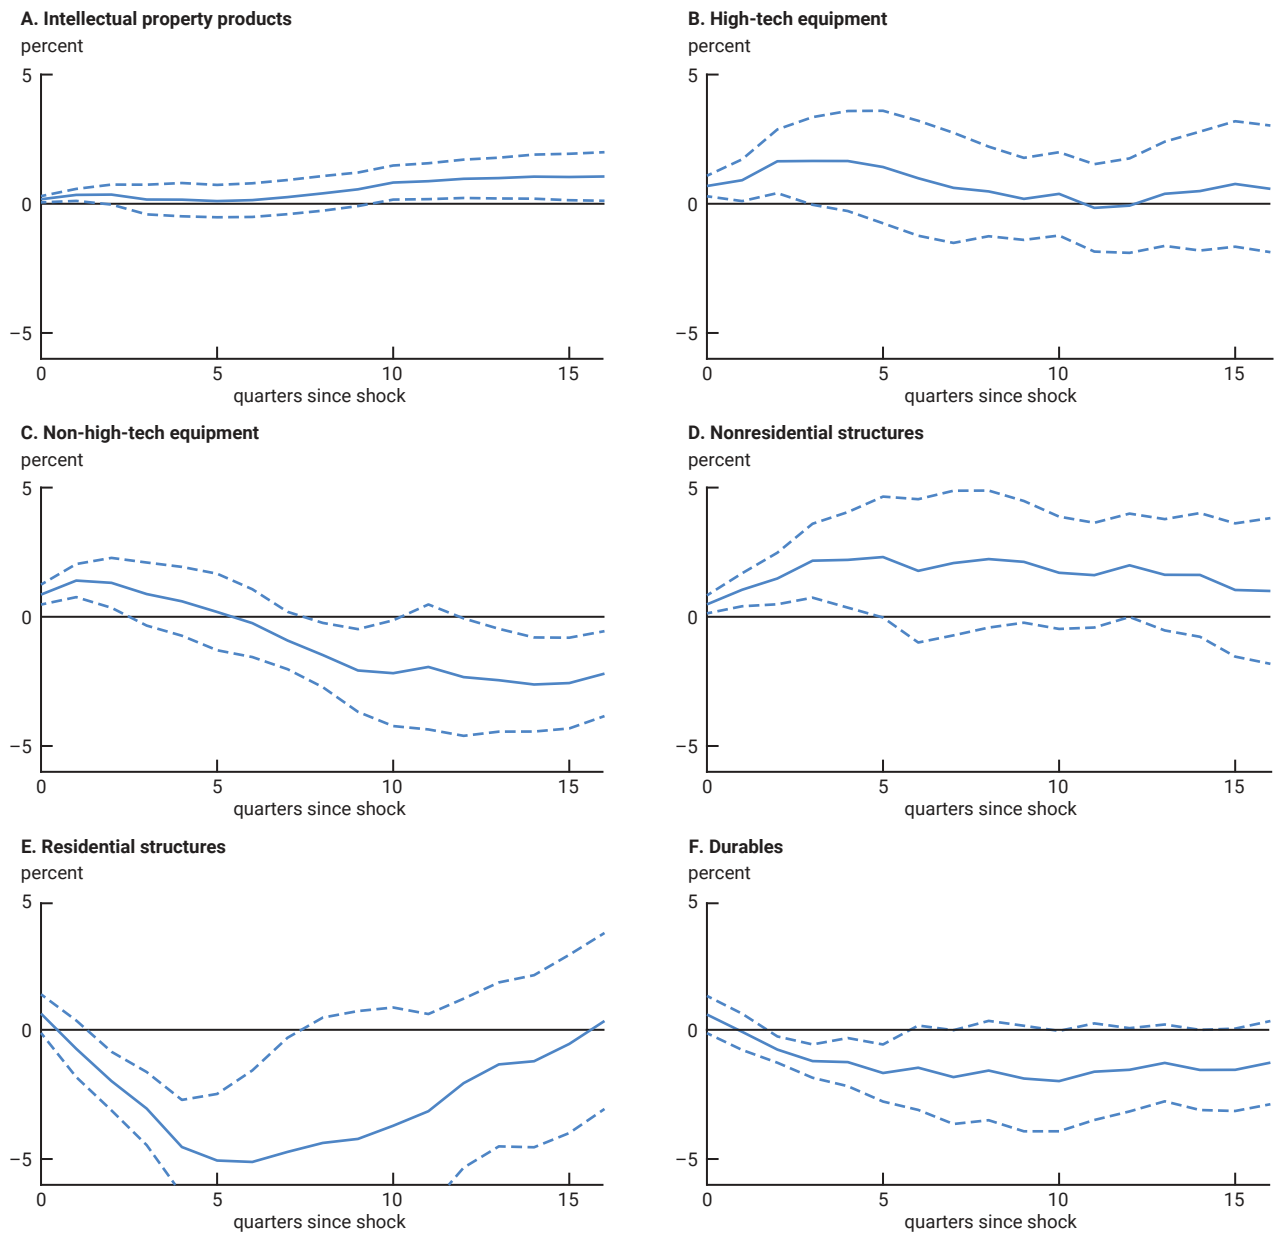 A. Intellectual property products
percent
5
0
−5
0 5 10 15
quarters since shock
B. High-tech equipment
percent
5
0
−5
0 5 10 15
quarters since shock
C. Non-high-tech equipment
percent
5
0
−5
0 5 10 15
quarters since shock
D. Nonresidential structures
percent
5
0
−5
0 5 10 15
quarters since shock
E. Residential structures
percent
5
0
−5
0 5 10 15
quarters since shock
F. Durables
percent
5
0
−5
0 5 10 15
quarters since shock